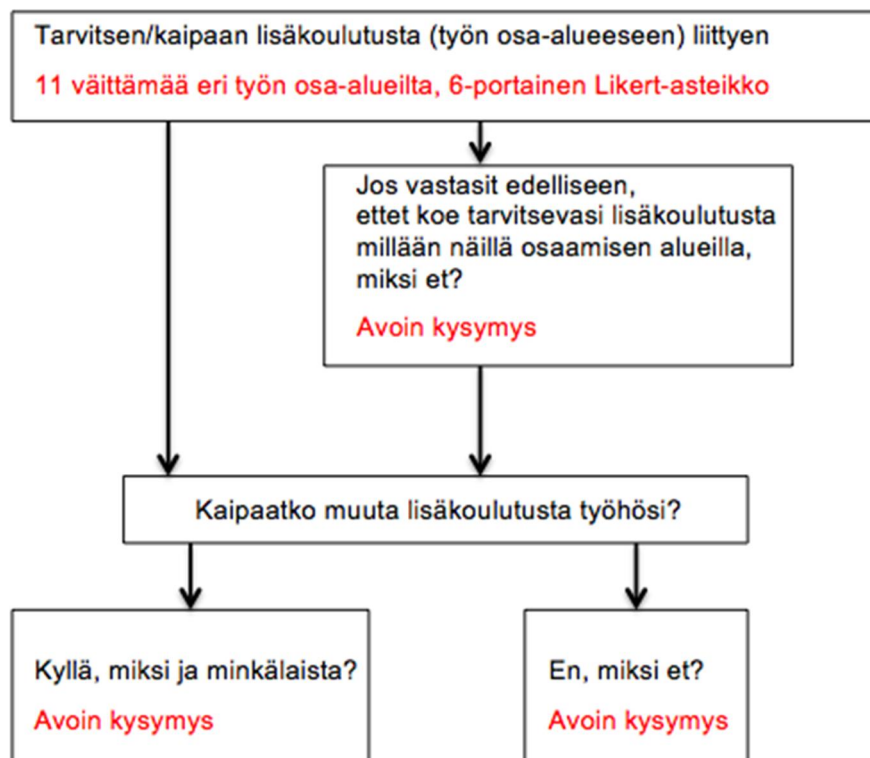 Tarvitsen/kaipaan lisäkoulutusta (työn osa-alueeseen) liittyen
11 väittämää eri työn osa-alueilta, 6-portainen Likert-asteikko
Jos vastasit edelliseen,
ettet koe tarvitsevasi lisäkoulutusta
millään näillä osaamisen alueilla,
miksi et?
Avoin kysymys
Kaipaatko muuta lisäkoulutusta työhösi?
Kyllä, miksi ja minkälaista?
Avoin kysymys
En, miksi et?
Avoin kysymys